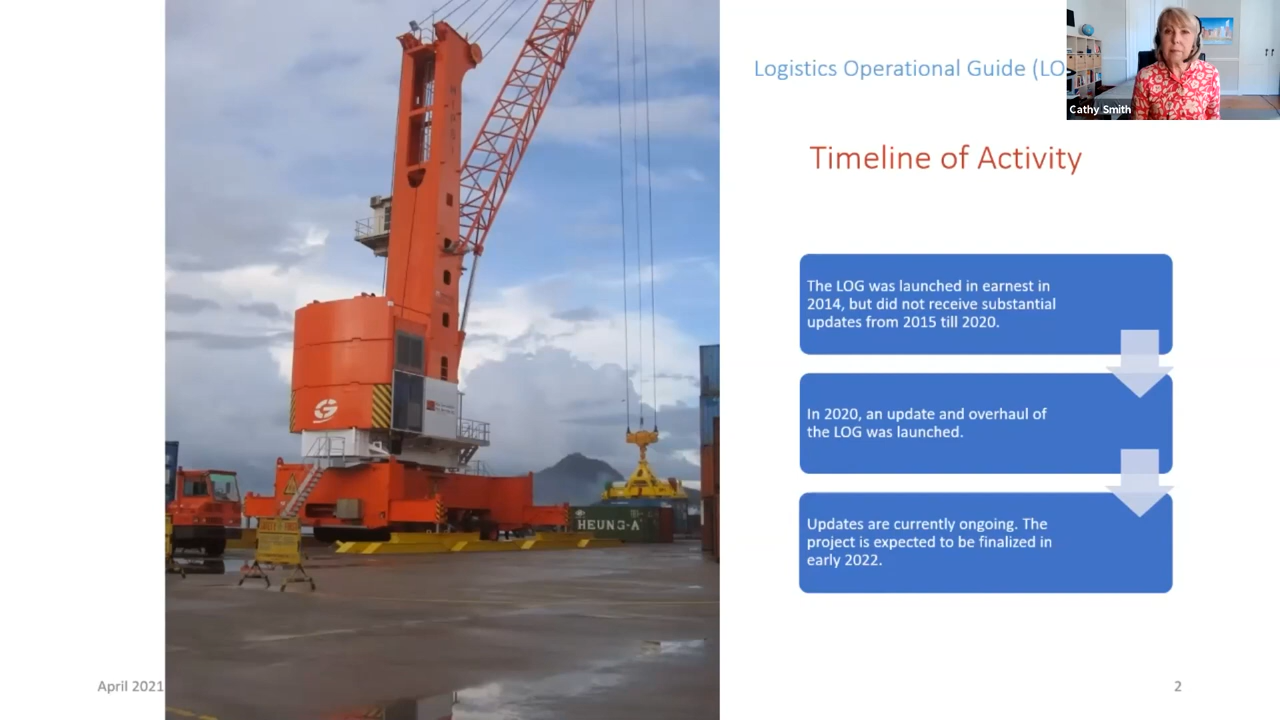 Logistics Operational Guide (LO
Cathy Smith
Timeline of Activity
The LOG was launched in earnest in
2014, but did not receive substantial
updates from 2015 till 2020.
In 2020, an update and overhaul of
the LOG was launched.
Updates are currently ongoing. The
project is expected to be finalized in
early 2022.
HEUNG-A
April 2021
2